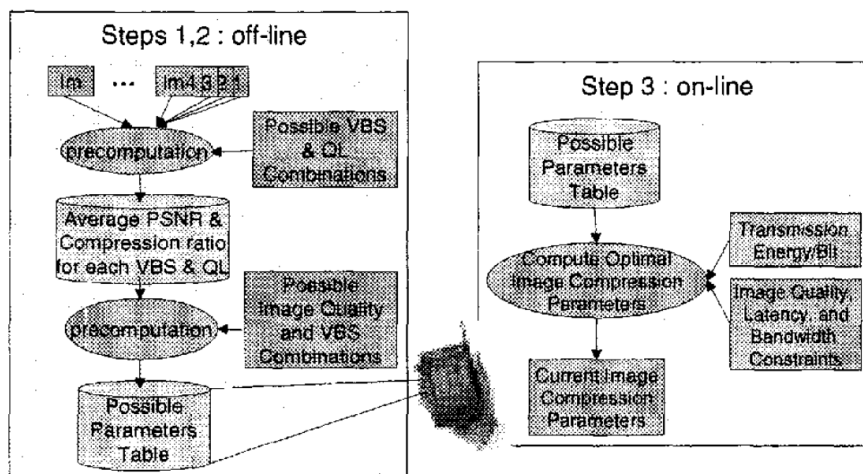 Steps 1,2 : off-line
Im ... Im4 3 2 1
precomputation
Possible VBS
& QL
Combinations
Average PSNR &
Compression ratio
for each VBS & QL
precomputation
Possible
Image Quality
and VBS
Combinations
Possible
Parameters
Table
Step 3 : on-line
Possible
Parameters
Table
Compute Optimal
Image Compression
Parameters
Transmission
Energy/Bit
Image Quality,
Latency, and
Bandwidth
Constraints
Current Image
Compression
Parameters